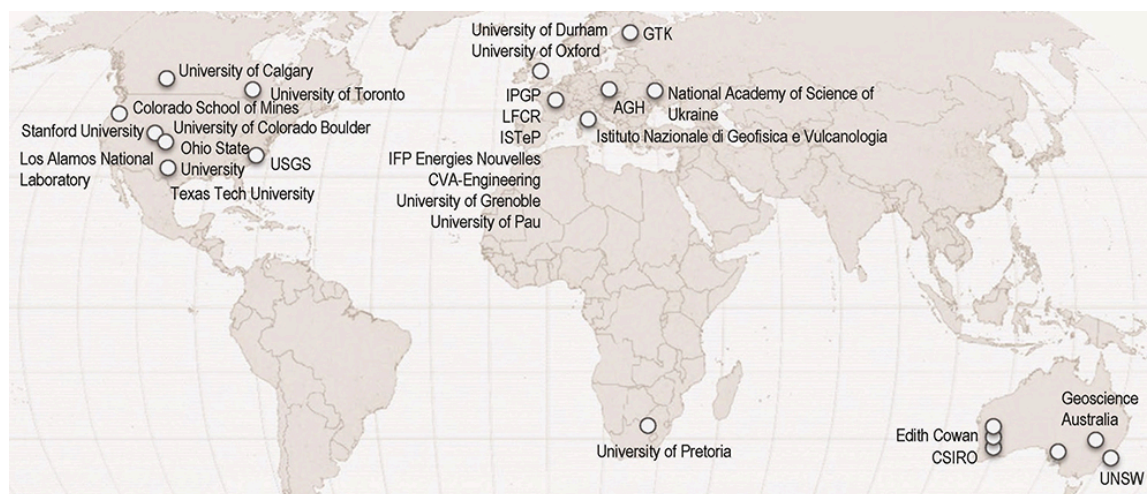 University of Durham
University of Oxford
GTK
University of Calgary
University of Toronto
Colorado School of Mines
Stanford University
University of Colorado Boulder
Ohio State
University
Los Alamos National
Laboratory
USGS
Texas Tech University
IPGP
LFCR
ISTeP
IFP Energies Nouvelles
CVA-Engineering
University of Grenoble
University of Pau
AGH
National Academy of Science of
Ukraine
Istituto Nazionale di Geofisica e Vulcanologia
University of Pretoria
Edith Cowan
CSIRO
Geoscience
Australia
UNSW